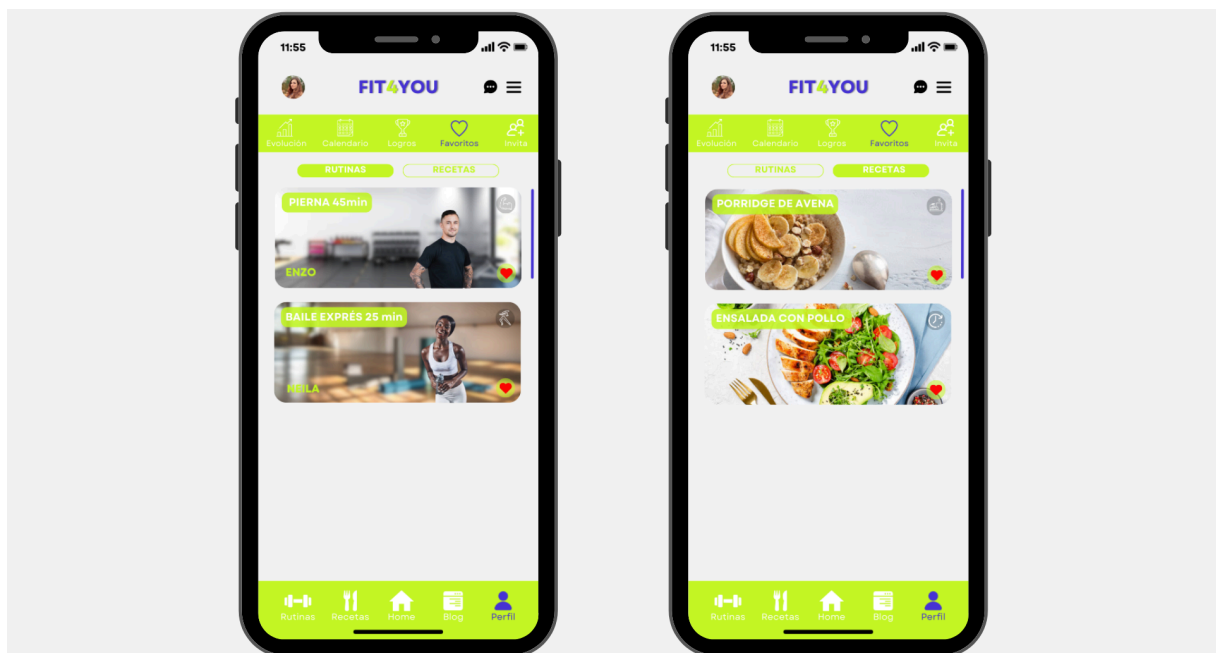 11:55
FIT4YOU
Evolución Calendario Logros Favoritos Invita
RUTINAS RECETAS
PIERNA 45min
ENZO
BAILE EXPRÉS 25 min
NEILA
Rutinas Recetas Home Blog Perfil
11:55
FIT4YOU
Evolución Calendario Logros Favoritos Invita
RUTINAS RECETAS
PORRIDGE DE AVENA
ENSALADA CON POLLO
Rutinas Recetas Home Blog Perfil